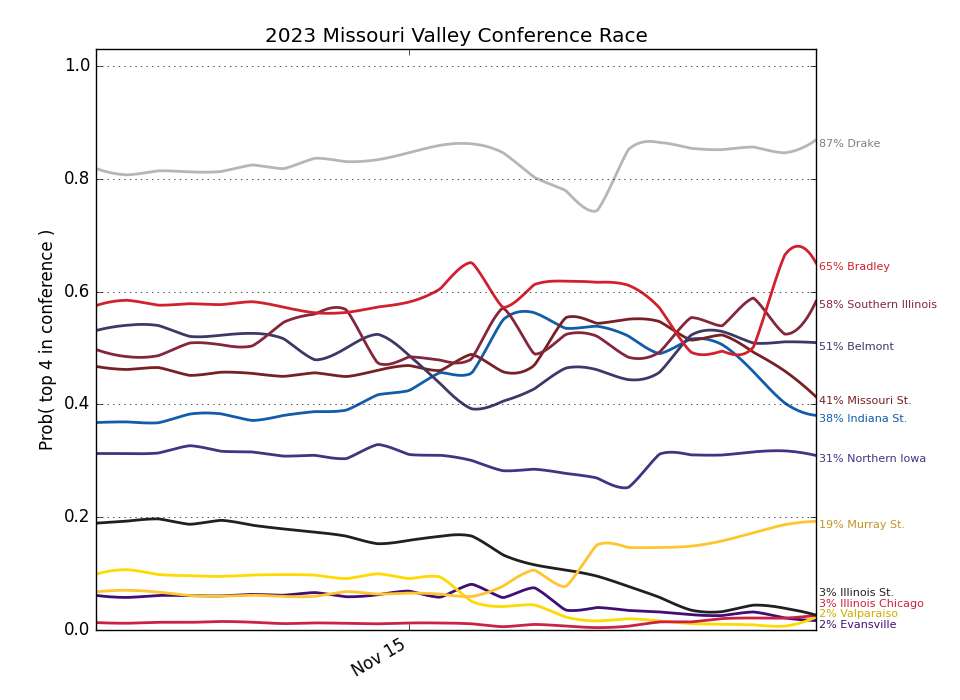 2023 Missouri Valley Conference Race
Prob( top 4 in conference )
1.0
0.8
0.6
0.4
0.2
0.0
Nov 15
87% Drake
65% Bradley
58% Southern Illinois
51% Belmont
41% Missouri St.
38% Indiana St.
31% Northern Iowa
19% Murray St.
3% Illinois St.
3% Illinois Chicago
2% Valparaiso
2% Evansville